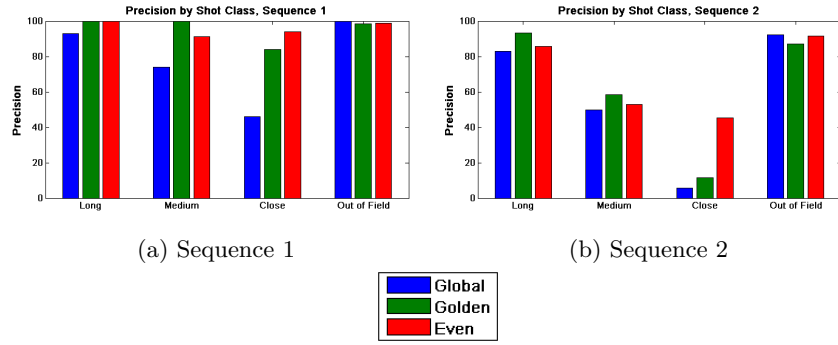 Precision by Shot Class, Sequence 1
Precision
100
80
60
40
20
0
Long Medium Close Out of Field
(a) Sequence 1
Precision by Shot Class, Sequence 2
Precision
100
80
60
40
20
0
Long Medium Close Out of Field
(b) Sequence 2
Global
Golden
Even